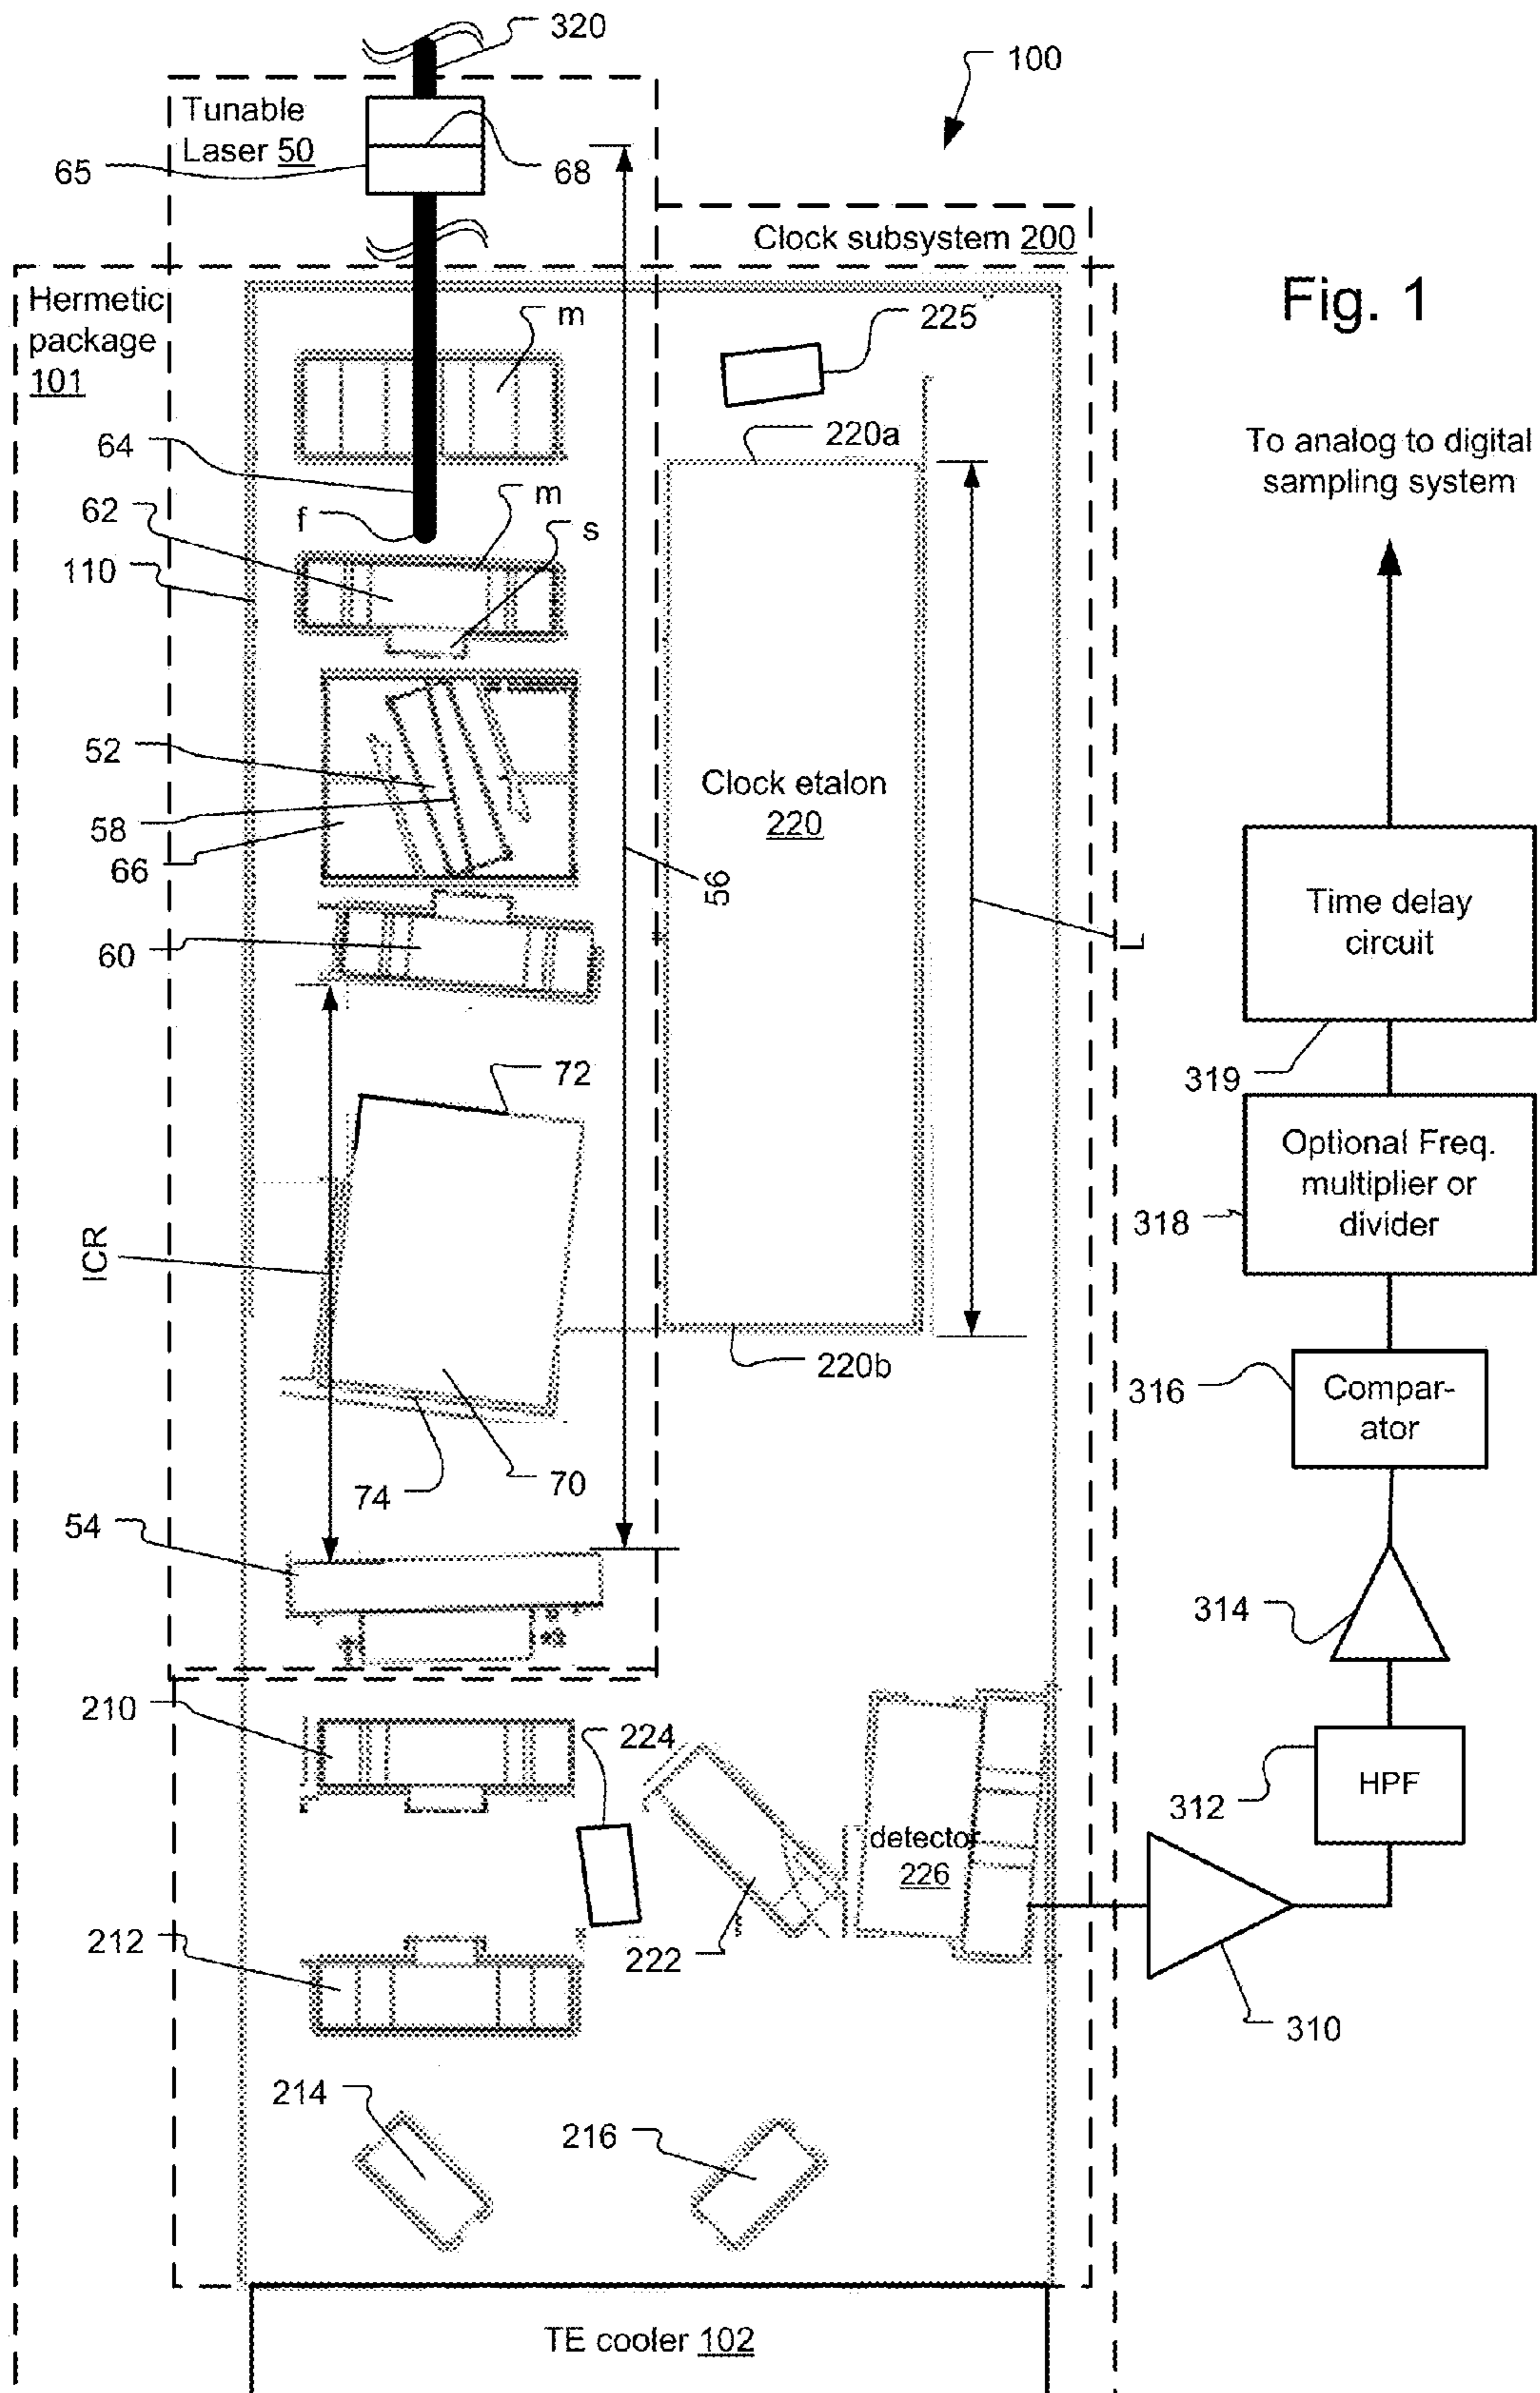 320
100
Tunable
Laser 50
65
68
Clock subsystem 200
Hermetic
package
101
m
225
Fig. 1
64
220a
To analog to digital
sampling system
62
f
m
s
110
52
Clock etalon
220
58
66
56
60
L
Time delay
circuit
319
72
Optional Freq.
multiplier or
divider
318
ICR
220b
316
Compar-
ator
74
70
54
314
210
224
detector
226
312
HPF
212
222
310
214
216
TE cooler 102